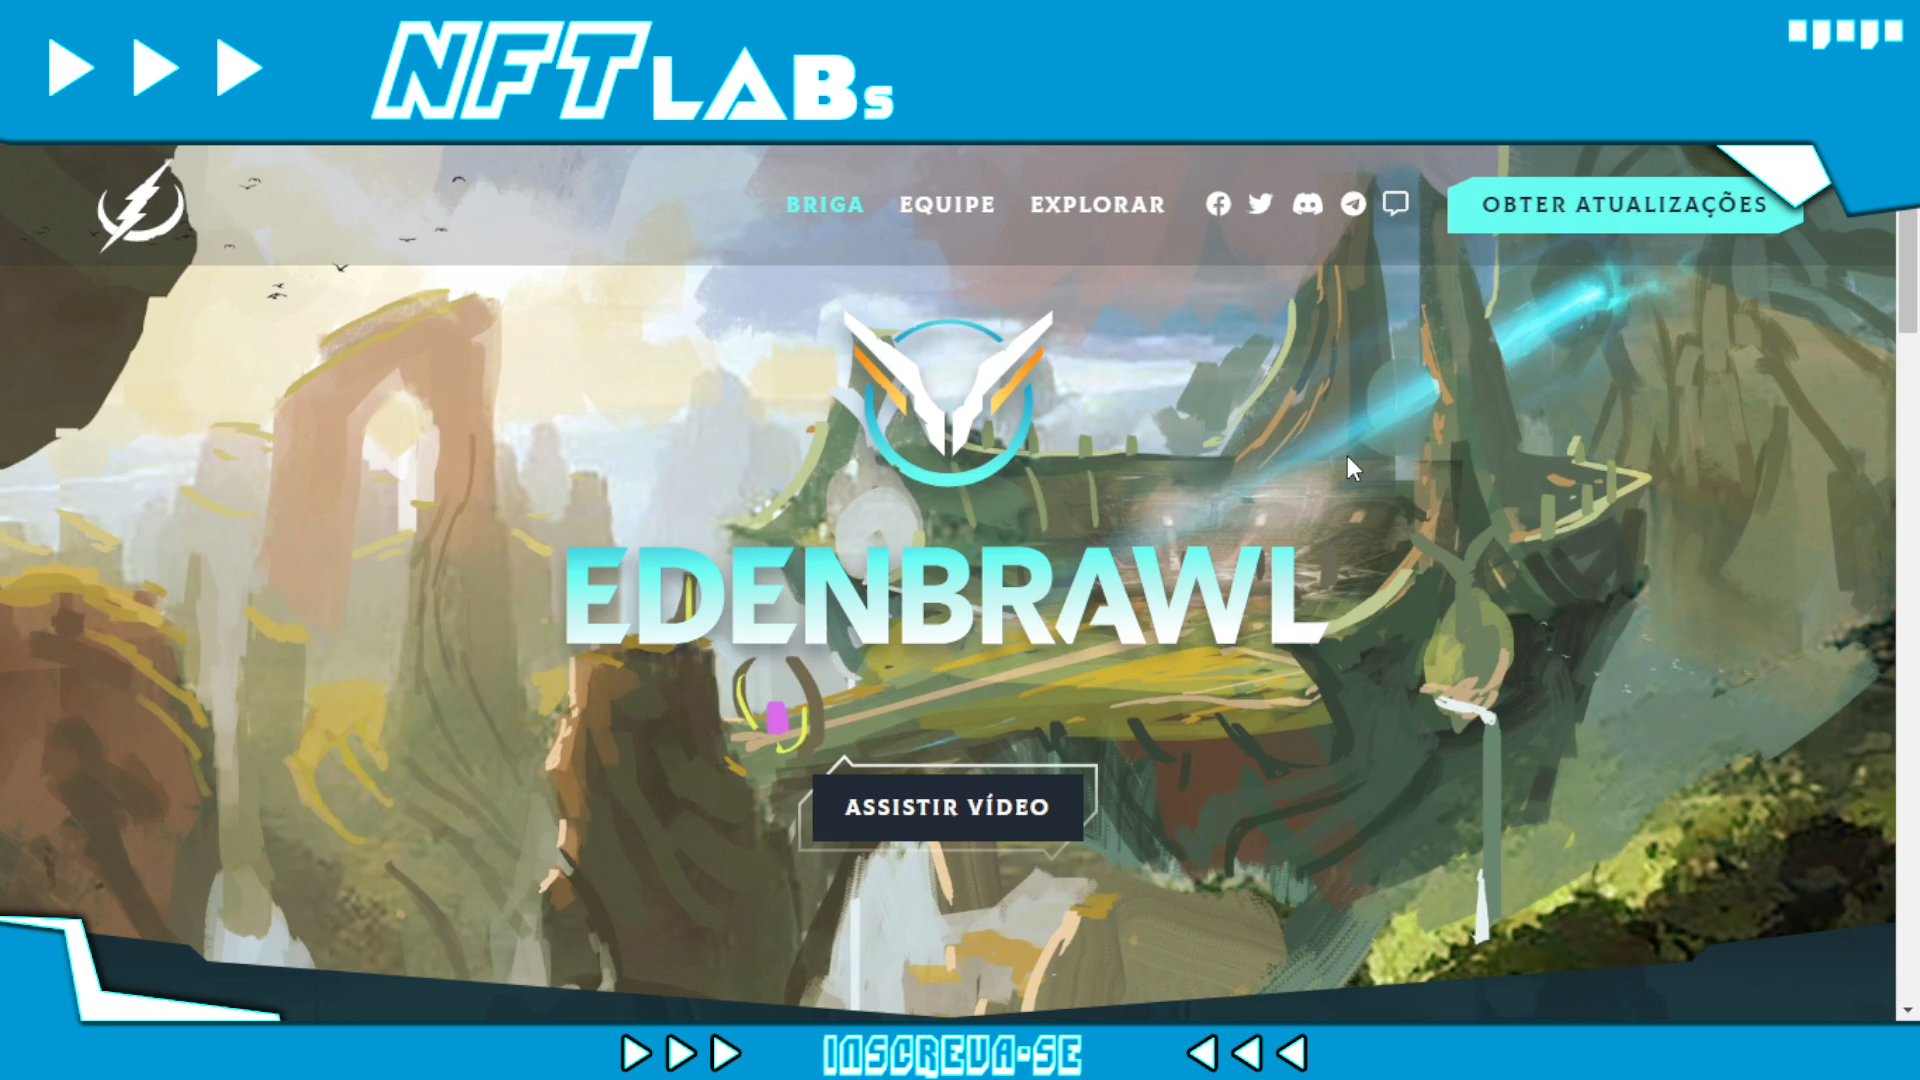 NFT LABs
BRIGA EQUIPE EXPLORAR OBTER ATUALIZAÇÕES
EDENBRAWL
ASSISTIR VÍDEO
INSCREVA-SE